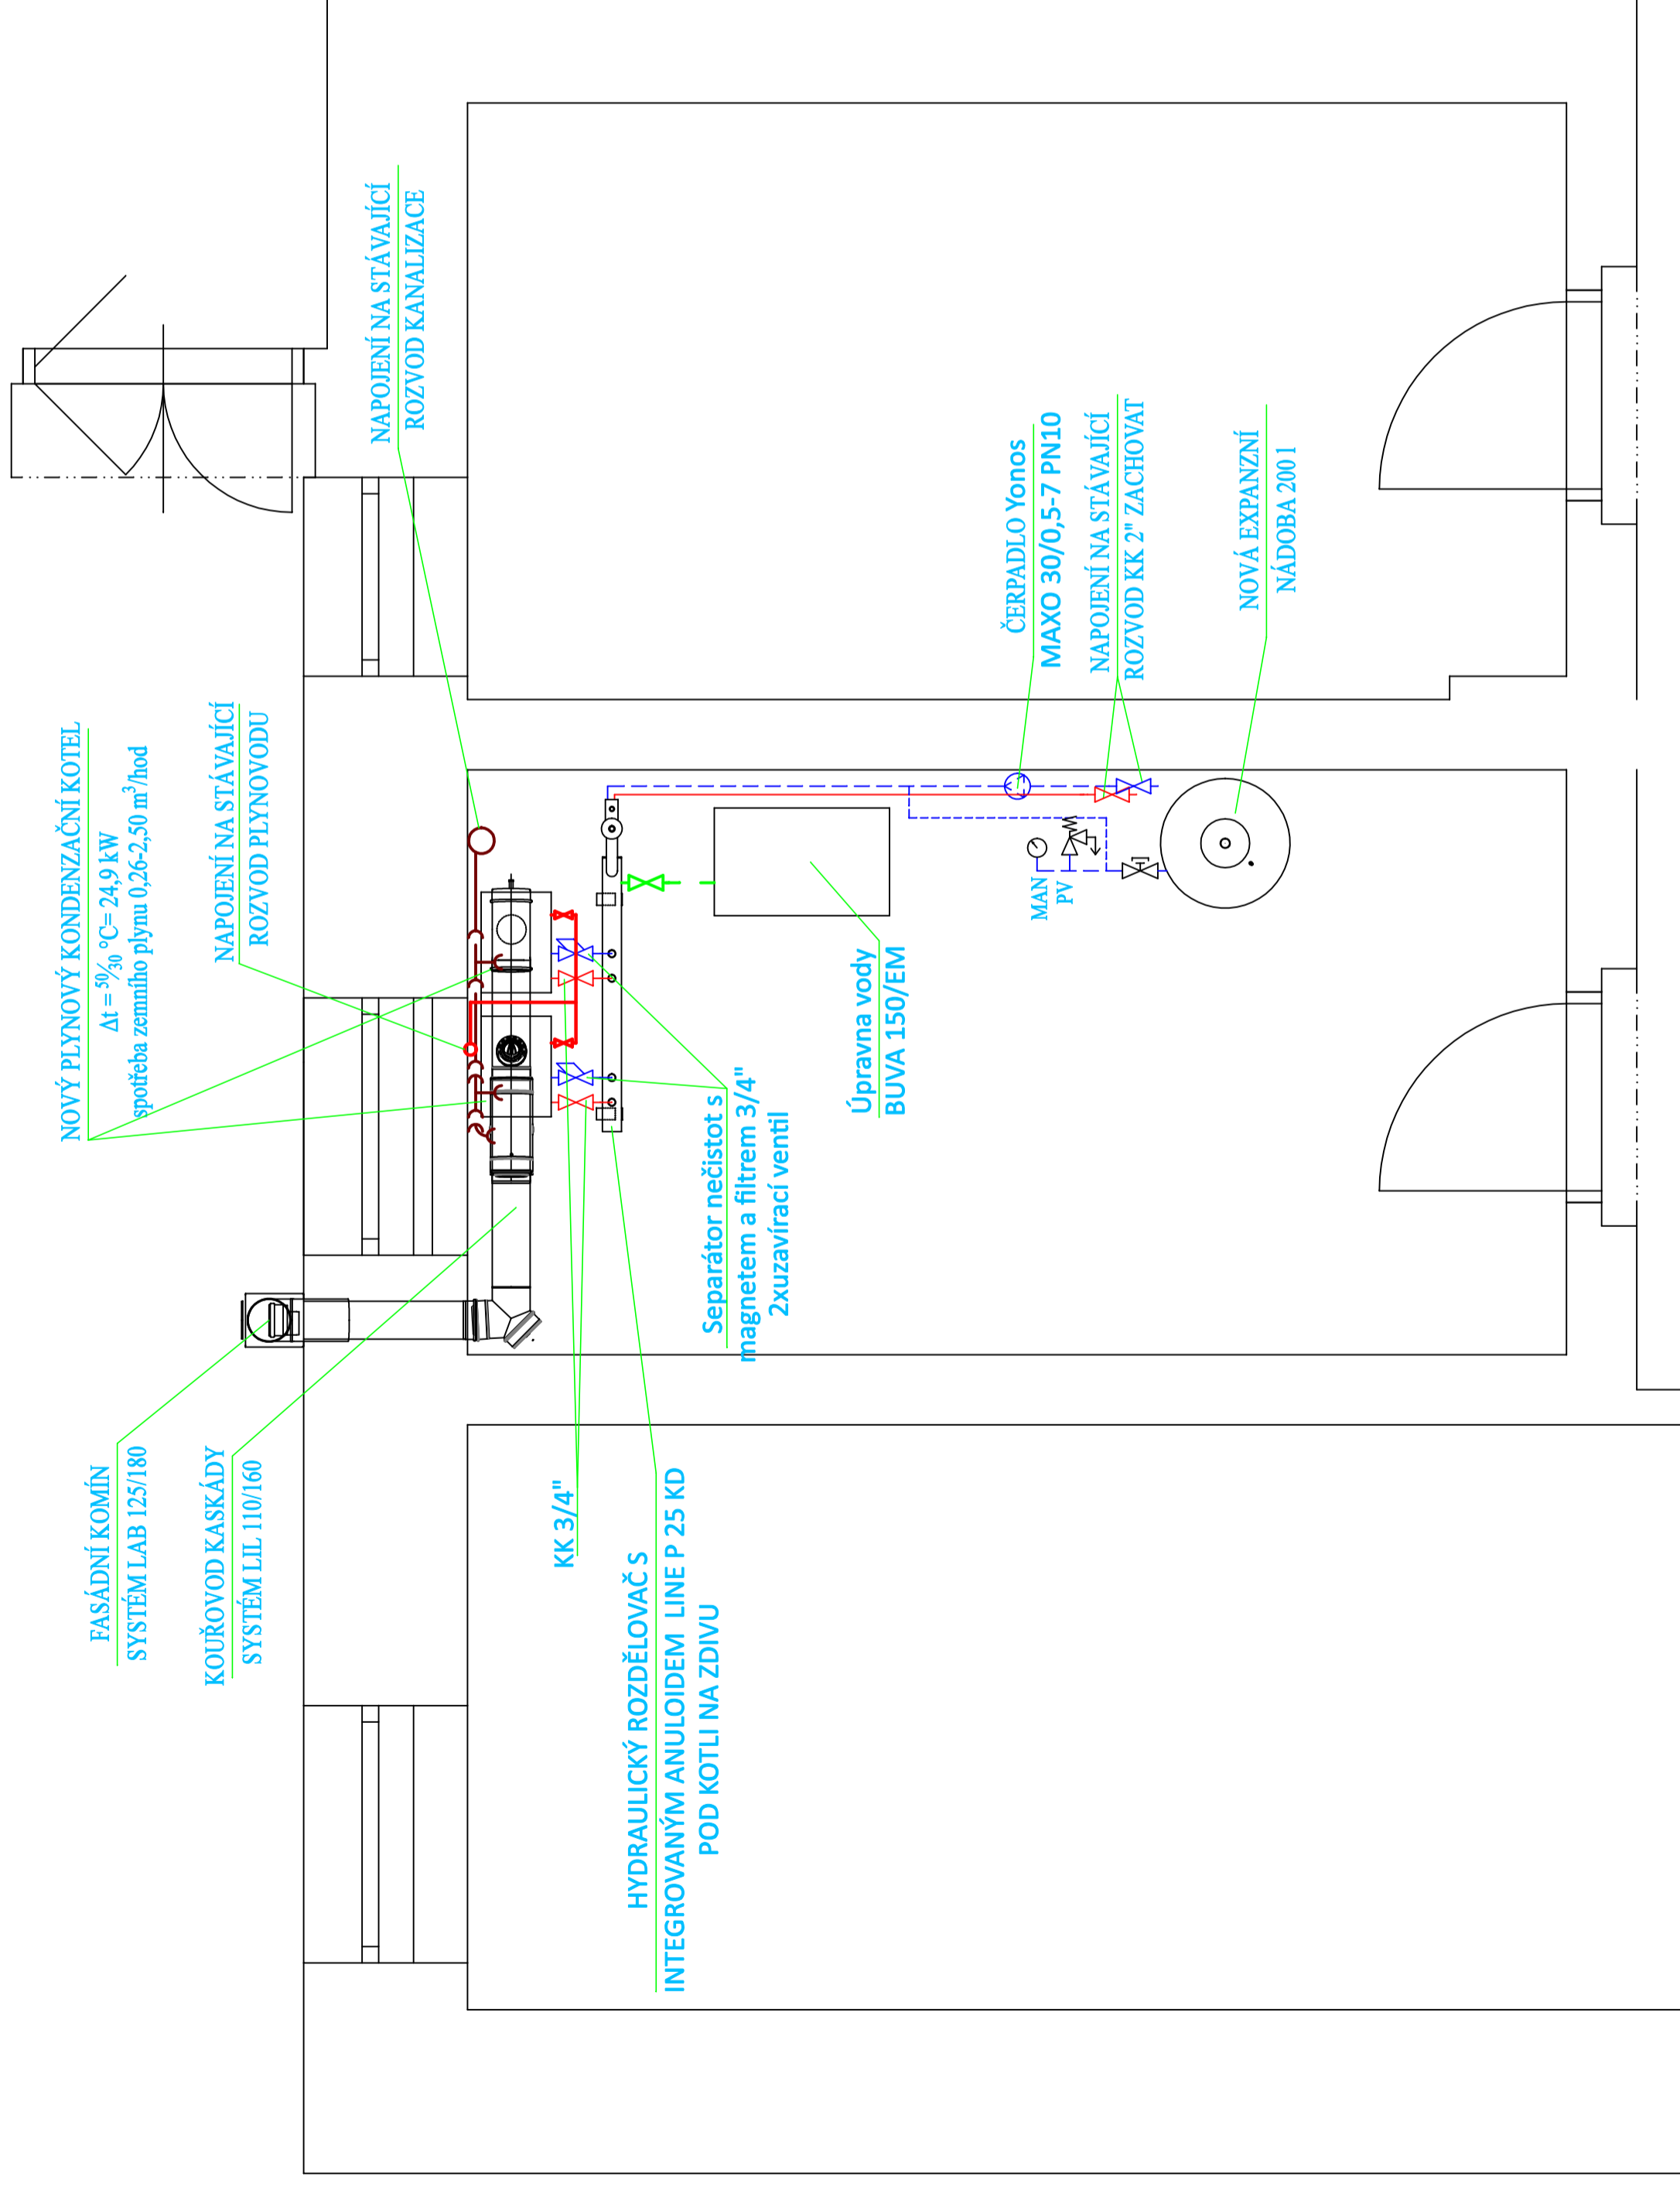 NOVÝ PLYNOVÝ KONDENZAČNÍ KOTEL
Δt = 50/30 °C= 24,9 kW
spotřeba zemního plynu 0,26-2,50 m³/hod
NAPOJENÍ NA STÁVAJÍCÍ
ROZVOD PLYNOVODU
NAPOJENÍ NA STÁVAJÍCÍ
ROZVOD KANALIZACE
FASÁDNÍ KOMÍN
SYSTÉM LAB 125/180
KOUŘOVOD KASKÁDY
SYSTÉM LIL 110/160
KK 3/4"
HYDRAULICKÝ ROZDĚLOVAČ S
INTEGROVANÝM ANULOIDEM LINE P 25 KD
POD KOTLI NA ZDIVU
Separátor nečistot s
magnetem a filtrem 3/4"
2xuzavírací ventil
Úpravna vody
BUVA 150/EM
MAN
PV
ČERPADLO Yonos
MAXO 30/0,5-7 PN10
NAPOJENÍ NA STÁVAJÍCÍ
ROZVOD KK 2" ZACHOVAT
NOVÁ EXPANZNÍ
NÁDOBA 200 l